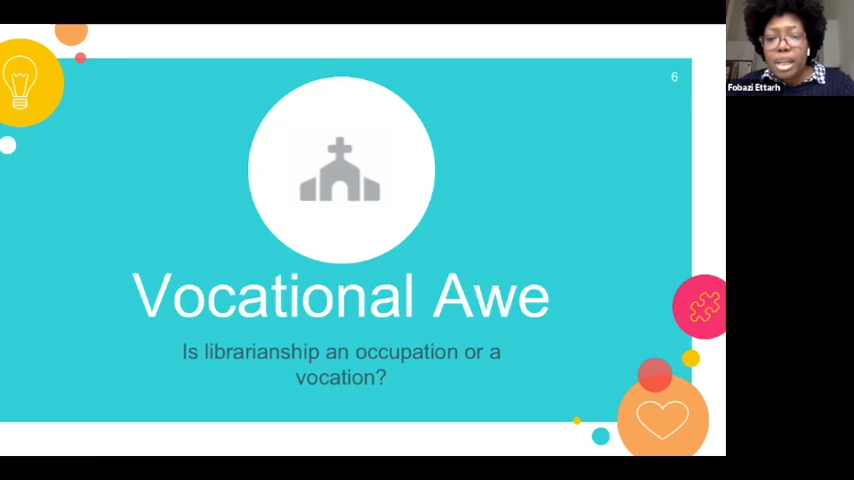 6
Fobazi Ettarh
Vocational Awe
Is librarianship an occupation or a
vocation?